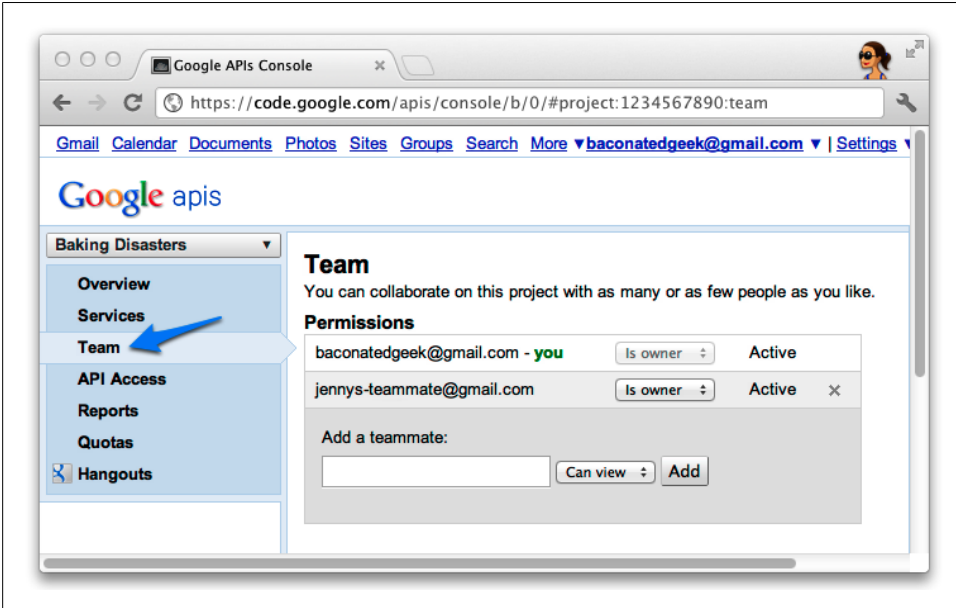 Google APIs Console
https://code.google.com/apis/console/b/0/#project:1234567890:team
Gmail Calendar Documents Photos Sites Groups Search More ▼ baconatedgeek@gmail.com ▼ | Settings ▼
Google apis
Baking Disasters ▼
Overview
Services
Team
API Access
Reports
Quotas
Hangouts
Team
You can collaborate on this project with as many or as few people as you like.
Permissions
baconatedgeek@gmail.com - you Is owner Active
jennys-teammate@gmail.com Is owner Active
Add a teammate:
Can view Add